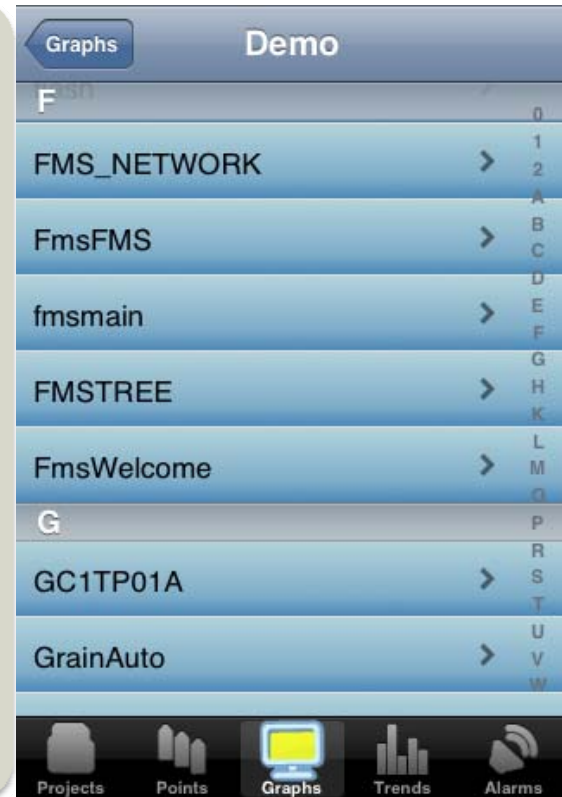 Graphs
Demo
F
FMS_NETWORK
FmsFMS
fmsmain
FMSTREE
FmsWelcome
G
GC1TP01A
GrainAuto
0
1
2
A
B
C
D
E
F
G
H
K
L
M
O
P
R
S
T
U
V
W
Projects
Points
Graphs
Trends
Alarms